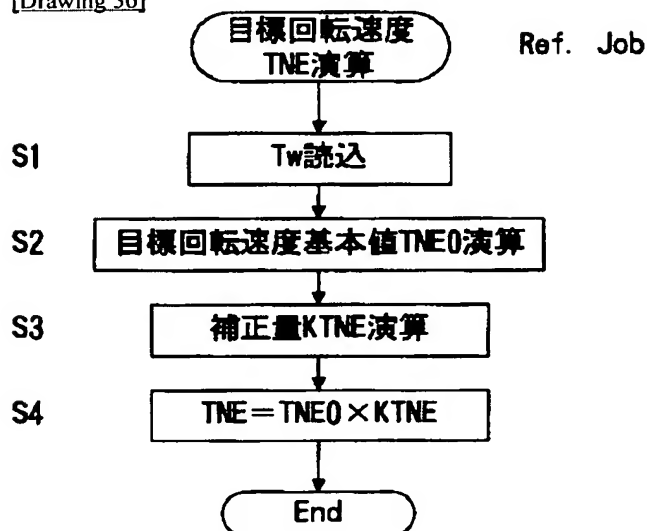 [Drawing 36]
目標回転速度
TNE演算
Ref. Job
S1
Tw読込
S2
目標回転速度基本値TNE0演算
S3
補正量KTNE演算
S4
TNE=TNE0×KTNE
End